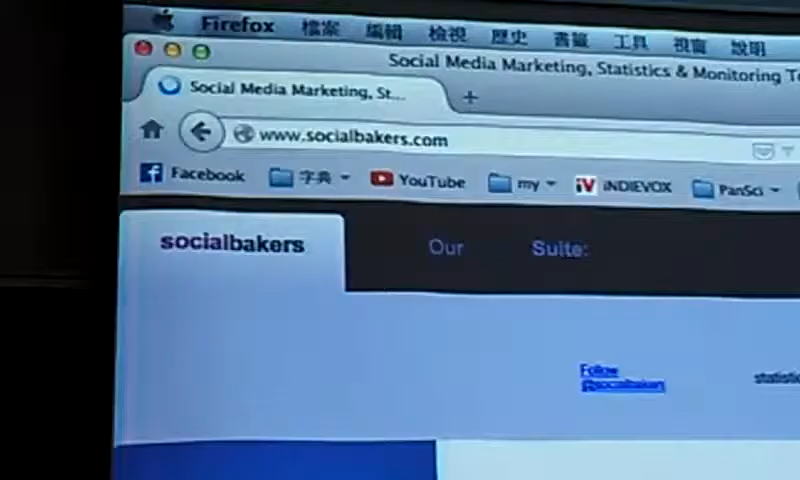 Firefox 檔案 編輯 檢視 歷史 書籤 工具 視窗 說明
Social Media Marketing, Statistics & Monitoring To
Social Media Marketing, St...
www.socialbakers.com
Facebook 字典 YouTube my iNDIEVOX PanSci
socialbakers Our Suite:
Follow statistic
@socialbakers